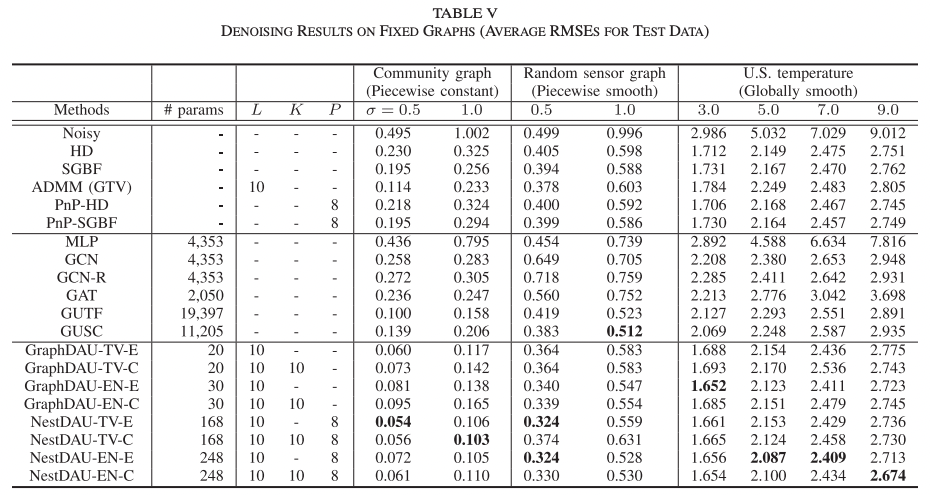 TABLE V
DENOISING RESULTS ON FIXED GRAPHS (AVERAGE RMSES FOR TEST DATA)
Community graph Random sensor graph U.S. temperature
(Piecewise constant) (Piecewise smooth) (Globally smooth)
Methods # params L K P σ = 0.5 1.0 0.5 1.0 3.0 5.0 7.0 9.0
Noisy - - - - 0.495 1.002 0.499 0.996 2.986 5.032 7.029 9.012
HD - - - - 0.230 0.325 0.405 0.598 1.712 2.149 2.475 2.751
SGBF - - - - 0.195 0.256 0.394 0.588 1.731 2.167 2.470 2.762
ADMM (GTV) - 10 - - 0.114 0.233 0.378 0.603 1.784 2.249 2.483 2.805
PnP-HD - - - 8 0.218 0.324 0.400 0.592 1.706 2.168 2.467 2.745
PnP-SGBF - - - 8 0.195 0.294 0.399 0.586 1.730 2.164 2.457 2.749
MLP 4,353 - - - 0.436 0.795 0.454 0.739 2.892 4.588 6.634 7.816
GCN 4,353 - - - 0.258 0.283 0.649 0.705 2.208 2.380 2.653 2.948
GCN-R 4,353 - - - 0.272 0.305 0.718 0.759 2.285 2.411 2.642 2.931
GAT 2,050 - - - 0.236 0.247 0.560 0.752 2.213 2.776 3.042 3.698
GUTF 19,397 - - - 0.100 0.158 0.419 0.523 2.127 2.293 2.551 2.891
GUSC 11,205 - - - 0.139 0.206 0.383 0.512 2.069 2.248 2.587 2.935
GraphDAU-TV-E 20 10 - - 0.060 0.117 0.364 0.583 1.688 2.154 2.436 2.775
GraphDAU-TV-C 20 10 10 - 0.073 0.142 0.364 0.583 1.693 2.170 2.536 2.743
GraphDAU-EN-E 30 10 - - 0.081 0.138 0.340 0.547 1.652 2.123 2.411 2.723
GraphDAU-EN-C 30 10 10 - 0.095 0.165 0.339 0.554 1.685 2.151 2.479 2.745
NestDAU-TV-E 168 10 - 8 0.054 0.106 0.324 0.559 1.661 2.153 2.429 2.736
NestDAU-TV-C 168 10 10 8 0.056 0.103 0.374 0.631 1.665 2.124 2.458 2.730
NestDAU-EN-E 248 10 - 8 0.072 0.105 0.324 0.528 1.656 2.087 2.409 2.713
NestDAU-EN-C 248 10 10 8 0.061 0.110 0.330 0.530 1.654 2.100 2.434 2.674